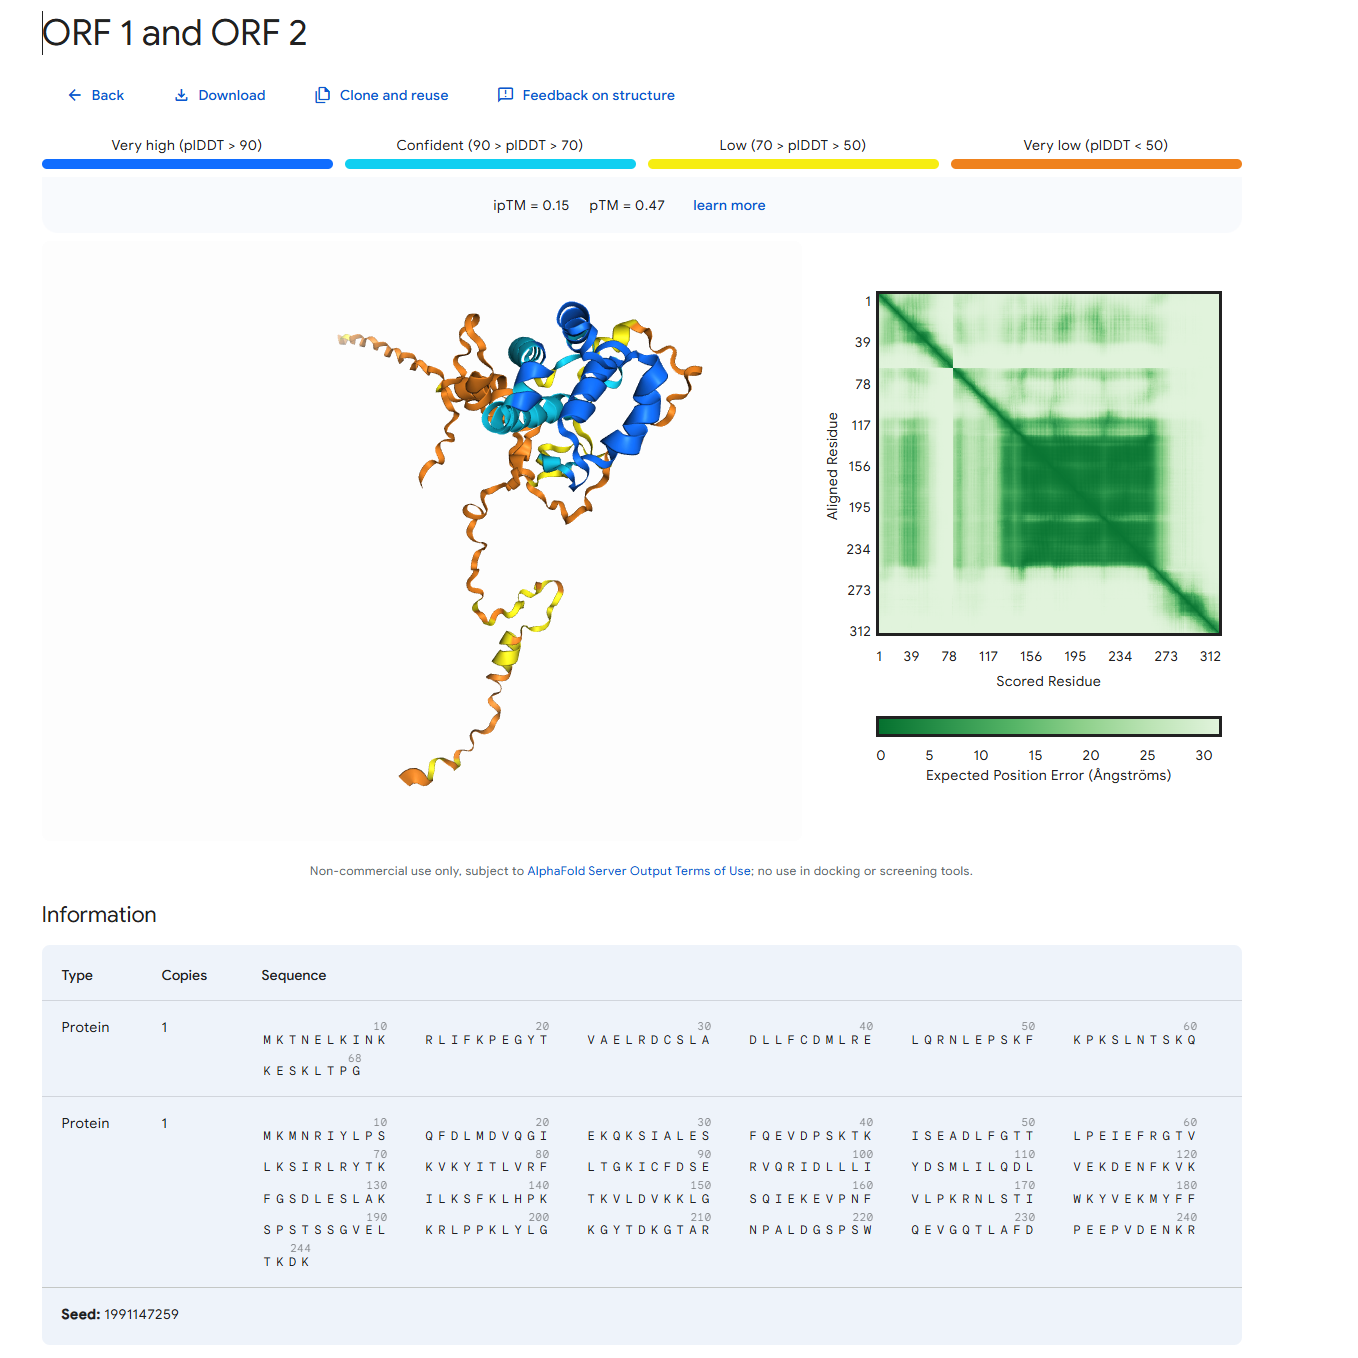 ORF 1 and ORF 2
Back Download Clone and reuse Feedback on structure
Very high (pIDDT > 90) Confident (90 > pIDDT > 70) Low (70 > pIDDT > 50) Very low (pIDDT < 50)
ipTM = 0.15 pTM = 0.47 learn more
1
39
78
117
156
195
234
273
312
Aligned Residue
1 39 78 117 156 195 234 273 312
Scored Residue
0 5 10 15 20 25 30
Expected Position Error (Ångströms)
Non-commercial use only, subject to AlphaFold Server Output Terms of Use; no use in docking or screening tools.
Information
Type Copies Sequence
10 20 30 40 50 60
Protein 1 MKTNELKINK RLIFKPEGYT VAELRDCSLA DLLFCDMLRE LQRNLEPSKF KPKSLNTSKQ
68
KESKLTPG
10 20 30 40 50 60
Protein 1 MKMNRIYLPS QFDLMDVQGI EKQKSIALES FQEVDPSKTK ISEADLFGTT LPEIEFRGTV
70 80 90 100 110 120
LKSIRLRYTK KVKYITLVRF LTGKICFDSE RVQRIDLLLI YDSMLILQDL VEKDENFKVK
130 140 150 160 170 180
FGSDLESLAK ILKSFKLHPK TKVLDVKKLG SQIEKEVPNF VLPKRNLSTI WKYVEKMYFF
190 200 210 220 230 240
SPSTSSGVEL KRLPPKLYLG KGYTDKGTAR NPALDGSPSW QEVGQTLAFD PEEPVDENKR
244
TKDK
Seed: 1991147259